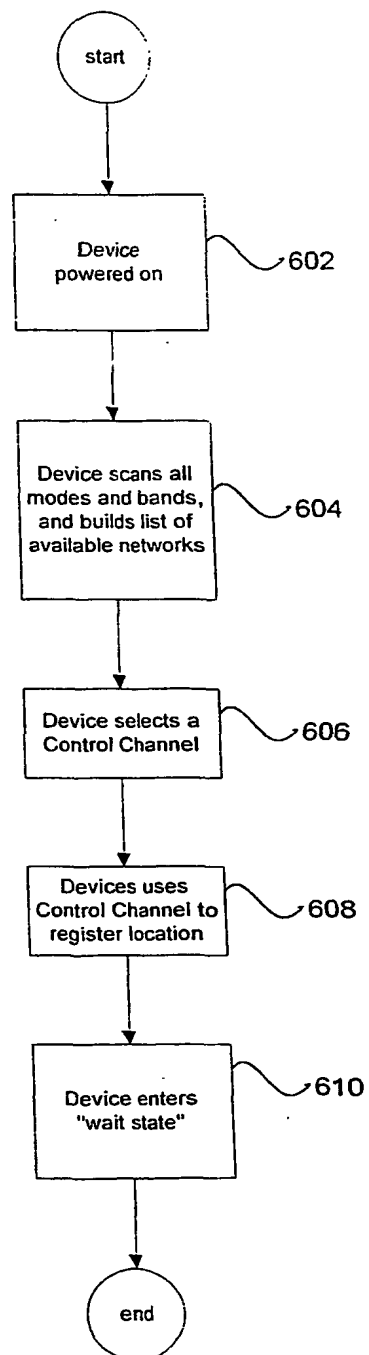 start
Device
powered on
602
Device scans all
modes and bands,
and builds list of
available networks
604
Device selects a
Control Channel
606
Devices uses
Control Channel to
register location
608
Device enters
"wait state"
610
end